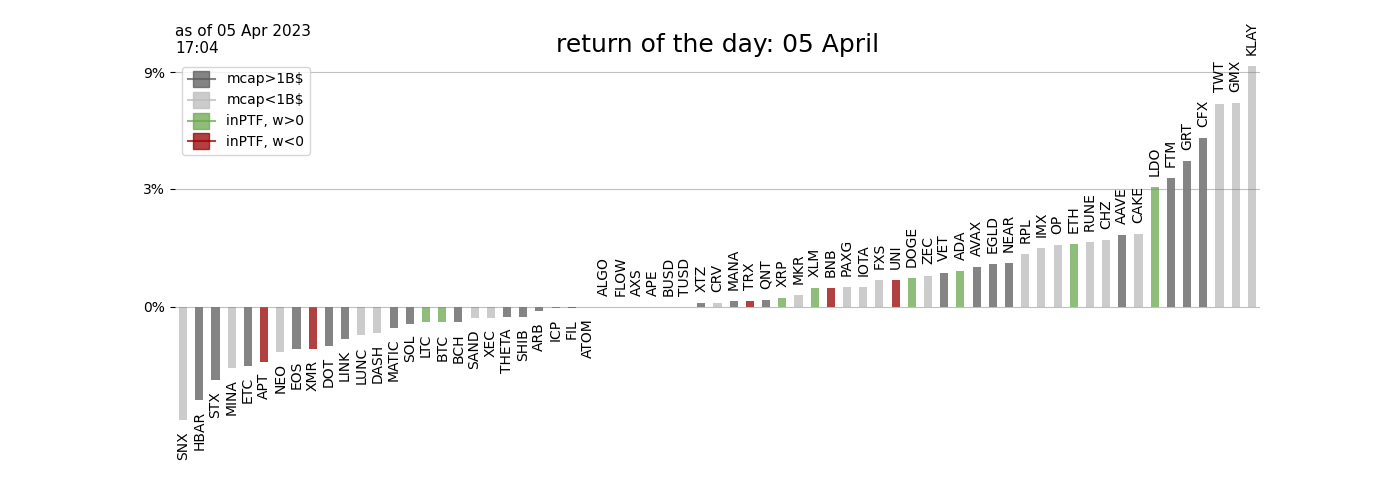 as of 05 Apr 2023
17:04
return of the day: 05 April
9%
3%
0%
mcap>1B$
mcap<1B$
inPTF, w>0
inPTF, w<0
SNX
HBAR
STX
MINA
ETC
APT
NEO
EOS
XMR
DOT
LINK
LUNC
DASH
MATIC
SOL
LTC
BTC
BCH
SAND
XEC
THETA
SHIB
ARB
ICP
FIL
ATOM
ALGO
FLOW
AXS
APE
BUSD
TUSD
XTZ
CRV
MANA
TRX
QNT
XRP
MKR
XLM
BNB
PAXG
IOTA
FXS
UNI
DOGE
ZEC
VET
ADA
AVAX
EGLD
NEAR
RPL
IMX
OP
ETH
RUNE
CHZ
AAVE
CAKE
LDO
FTM
GRT
CFX
TWT
GMX
KLAY